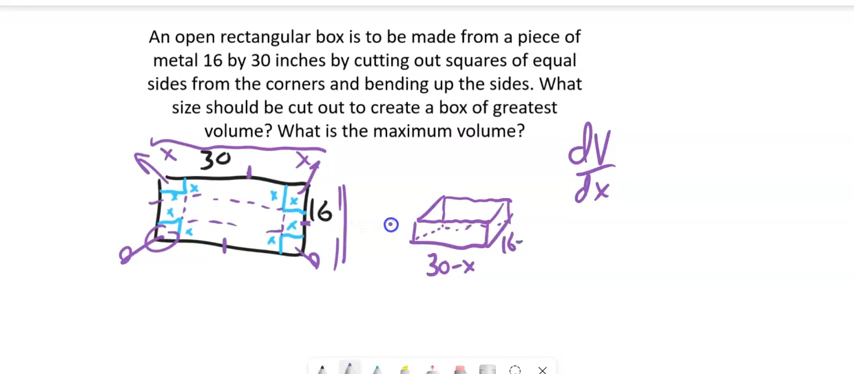 An open rectangular box is to be made from a piece of
metal 16 by 30 inches by cutting out squares of equal
sides from the corners and bending up the sides. What
size should be cut out to create a box of greatest
volume? What is the maximum volume?
dV
dx
x 30 x
x x x
x x
16
x x
x x
16-
30-x